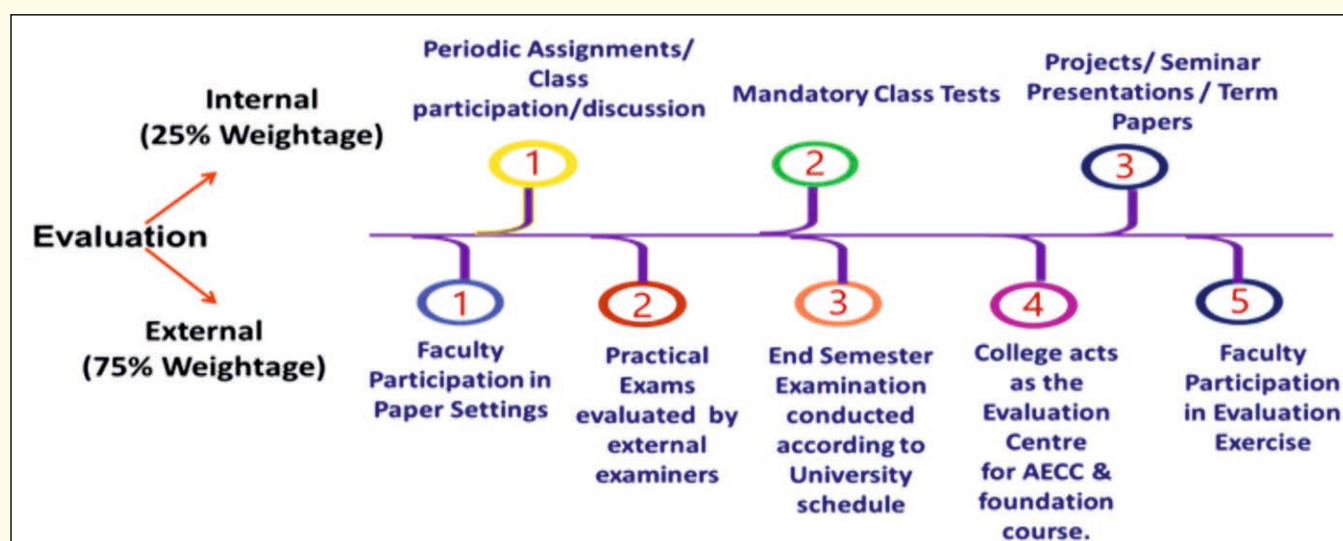 Evaluation
Internal
(25% Weightage)
Periodic Assignments/
Class
participation/discussion
1
Mandatory Class Tests
2
Projects/ Seminar
Presentations / Term
Papers
3
External
(75% Weightage)
1
Faculty
Participation in
Paper Settings
2
Practical
Exams
evaluated by
external
examiners
3
End Semester
Examination
conducted
according to
University
schedule
4
College acts
as the
Evaluation
Centre
for AECC &
foundation
course.
5
Faculty
Participation
in Evaluation
Exercise